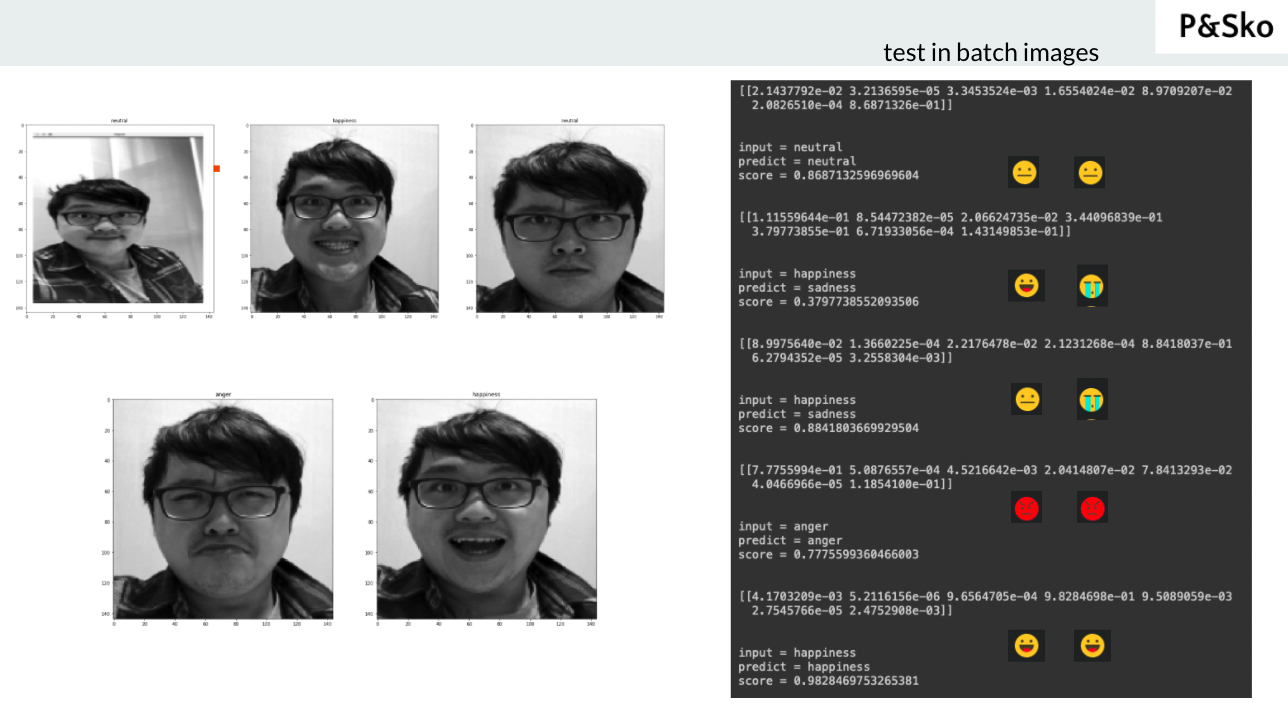 P&Sko
test in batch images
neutral
happiness
neutral
anger
happiness
[[2.1437792e-02 3.2136595e-05 3.3453524e-03 1.6554024e-02 8.9709207e-02
2.0826510e-04 8.6871326e-01]]
input = neutral
predict = neutral
score = 0.8687132596969604
[[1.11559644e-01 8.54472382e-05 2.06624735e-02 3.44096839e-01
3.79773855e-01 6.71933056e-04 1.43149853e-01]]
input = happiness
predict = sadness
score = 0.3797738552093506
[[8.9975640e-02 1.3660225e-04 2.2176478e-02 2.1231268e-04 8.8418037e-01
6.2794352e-05 3.2558304e-03]]
input = happiness
predict = sadness
score = 0.8841803669929504
[[7.7755994e-01 5.0876557e-04 4.5216642e-03 2.0414807e-02 7.8413293e-02
4.0466966e-05 1.1854100e-01]]
input = anger
predict = anger
score = 0.7775599360466003
[[4.1703209e-03 5.2116156e-06 9.6564705e-04 9.8284698e-01 9.5089059e-03
2.7545766e-05 2.4752908e-03]]
input = happiness
predict = happiness
score = 0.9828469753265381